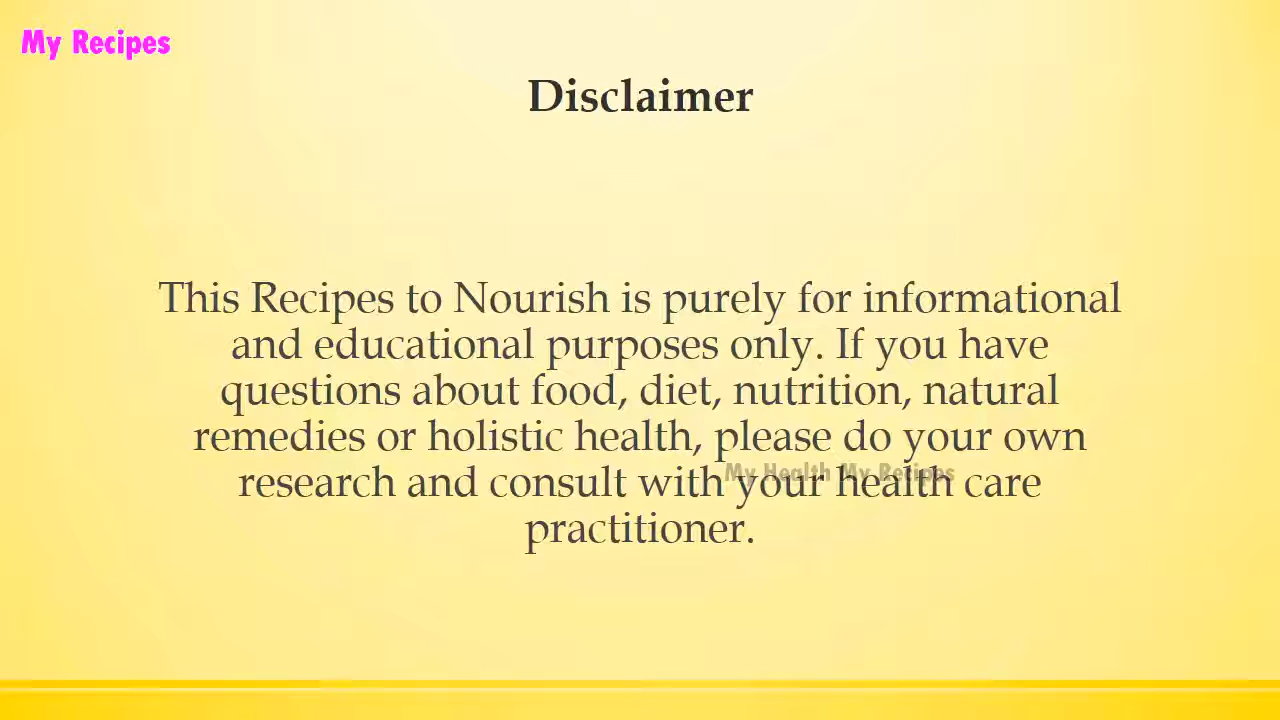 My Recipes
Disclaimer
This Recipes to Nourish is purely for informational
and educational purposes only. If you have
questions about food, diet, nutrition, natural
remedies or holistic health, please do your own
My Health My Recipes
research and consult with your health care
practitioner.